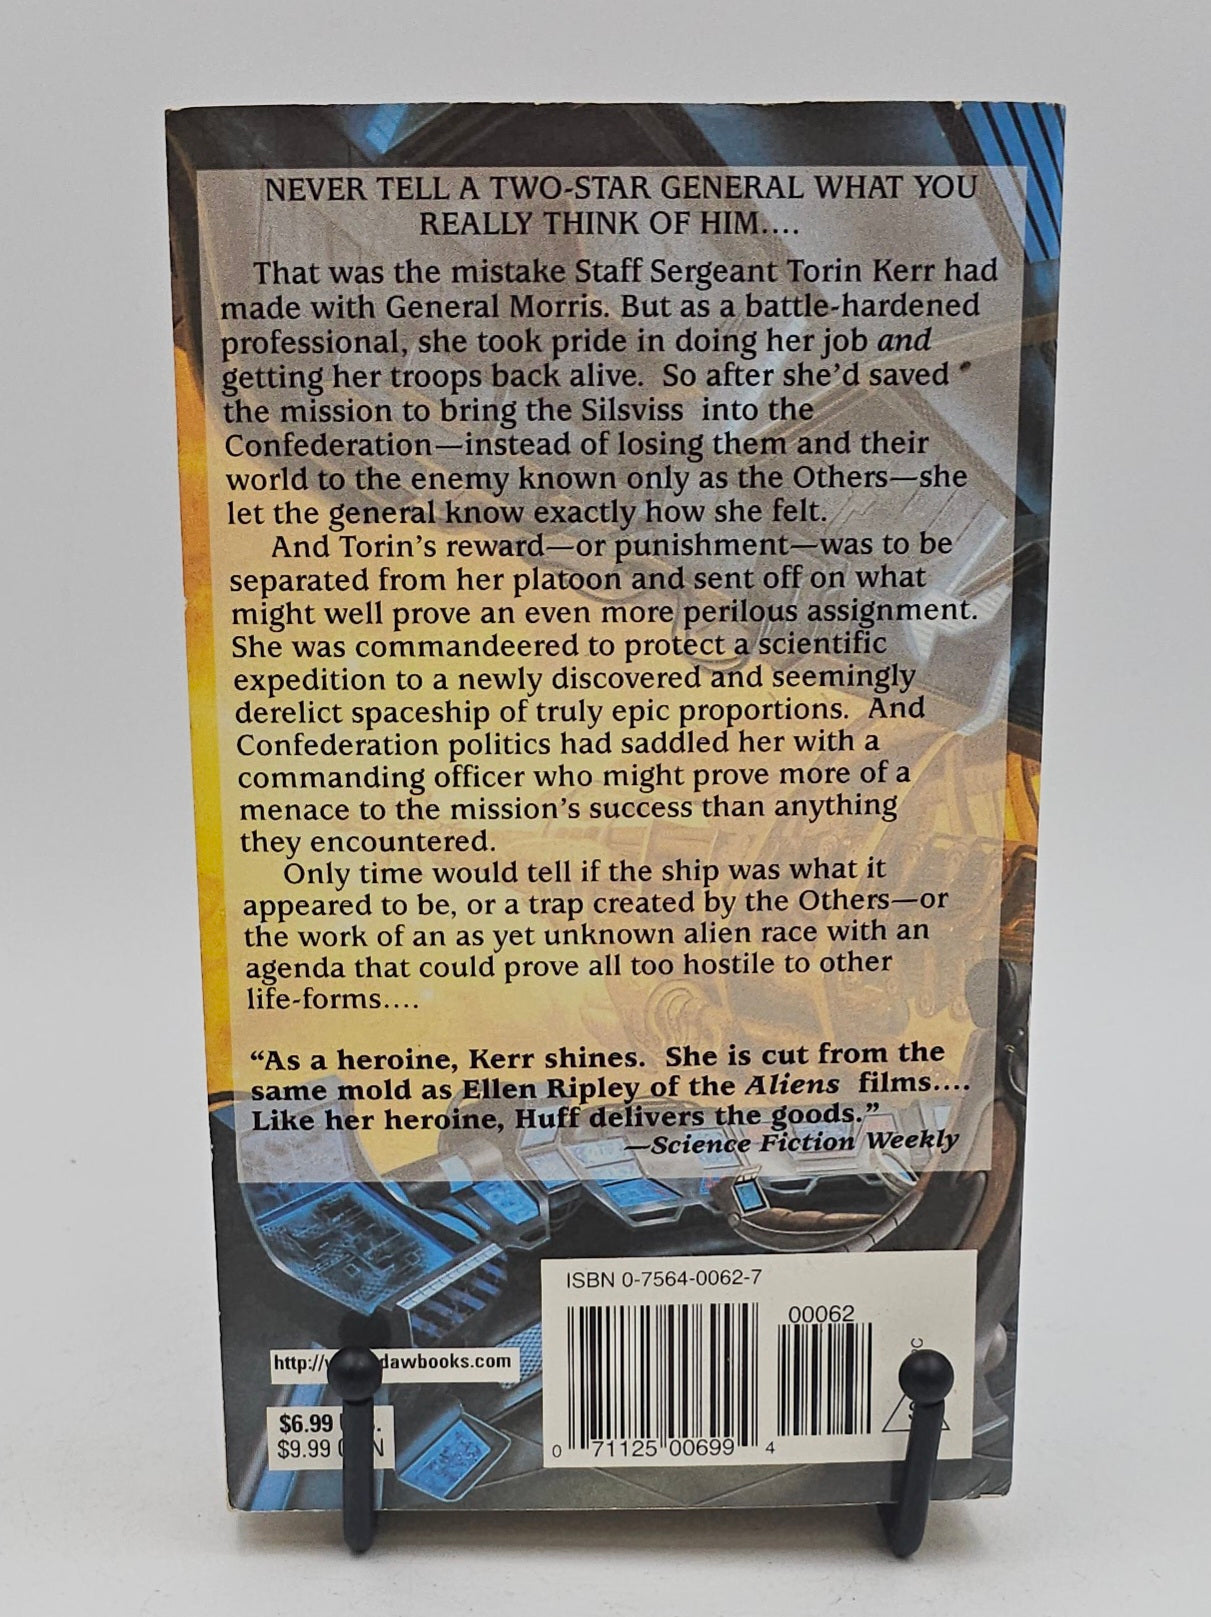 NEVER TELL A TWO-STAR GENERAL WHAT YOU
REALLY THINK OF HIM....
That was the mistake Staff Sergeant Torin Kerr had
made with General Morris. But as a battle-hardened
professional, she took pride in doing her job and
getting her troops back alive. So after she'd saved
the mission to bring the Silsviss into the
Confederation—instead of losing them and their
world to the enemy known only as the Others—she
let the general know exactly how she felt.
And Torin's reward—or punishment—was to be
separated from her platoon and sent off on what
might well prove an even more perilous assignment.
She was commandeered to protect a scientific
expedition to a newly discovered and seemingly
derelict spaceship of truly epic proportions. And
Confederation politics had saddled her with a
commanding officer who might prove more of a
menace to the mission's success than anything
they encountered.
Only time would tell if the ship was what it
appeared to be, or a trap created by the Others—or
the work of an as yet unknown alien race with an
agenda that could prove all too hostile to other
life-forms....
“As a heroine, Kerr shines. She is cut from the
same mold as Ellen Ripley of the Aliens films....
Like her heroine, Huff delivers the goods.”
—Science Fiction Weekly
ISBN 0-7564-0062-7
00062
http:// dawbooks.com
$6.99
$9.99
0 71125 00699 4